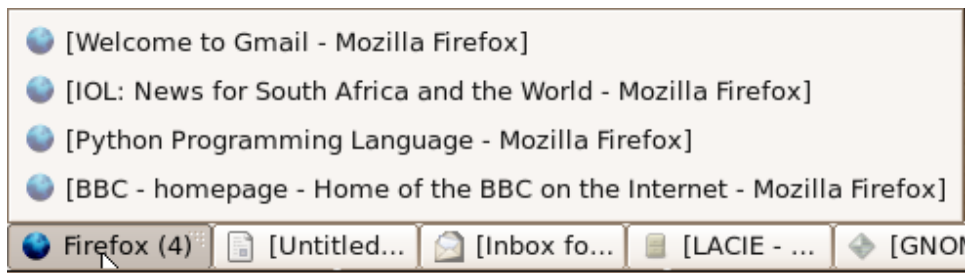 [Welcome to Gmail - Mozilla Firefox]
[IOL: News for South Africa and the World - Mozilla Firefox]
[Python Programming Language - Mozilla Firefox]
[BBC - homepage - Home of the BBC on the Internet - Mozilla Firefox]
Firefox (4) [Untitled... [Inbox fo... [LACIE - ...